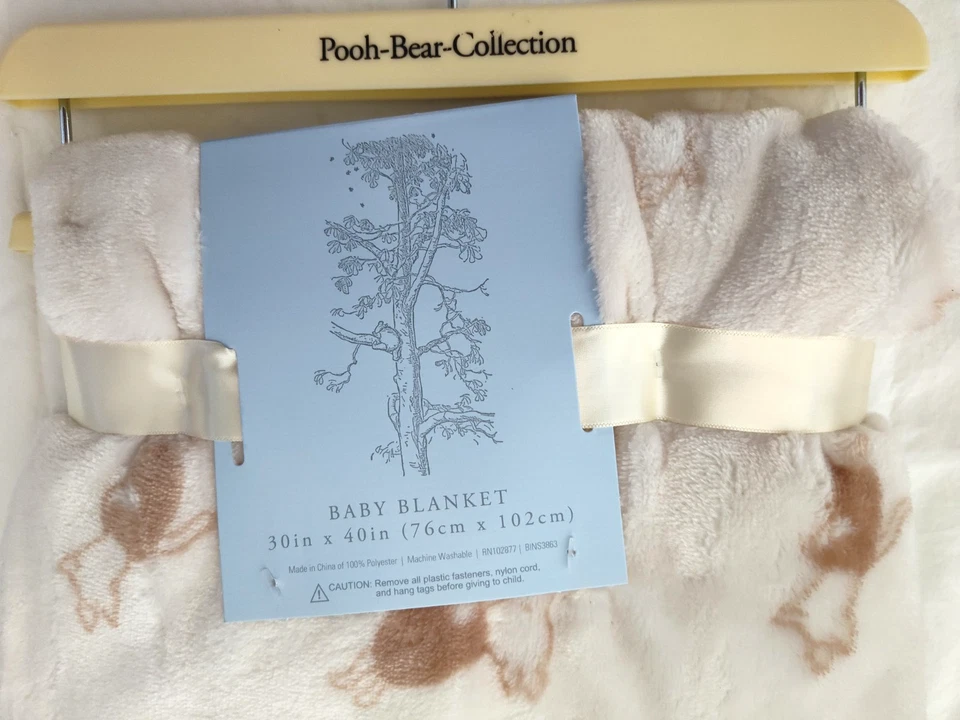 Pooh-Bear-Collection
BABY BLANKET
30in x 40in (76cm x 102cm)
Made in China of 100% Polyester | Machine Washable | RN102877 | BINS3863
CAUTION: Remove all plastic fasteners, nylon cord,
and hang tags before giving to child.